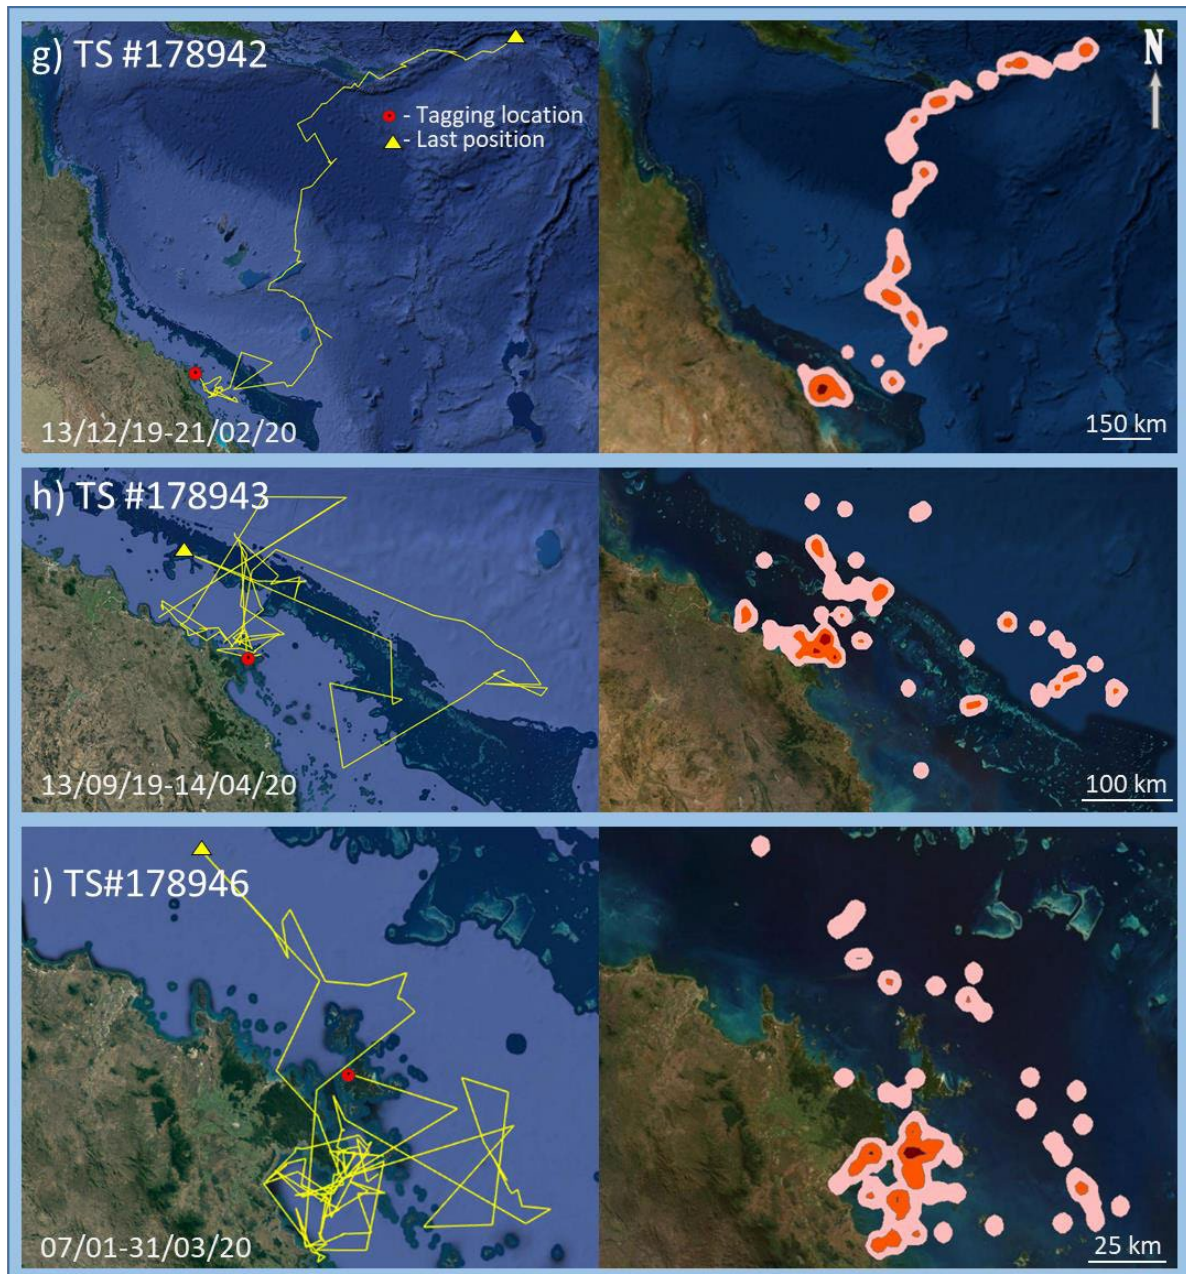 g) TS #178942
N
- Tagging location
- Last position
13/12/19-21/02/20
150 km
h) TS #178943
13/09/19-14/04/20
100 km
i) TS#178946
07/01-31/03/20
25 km